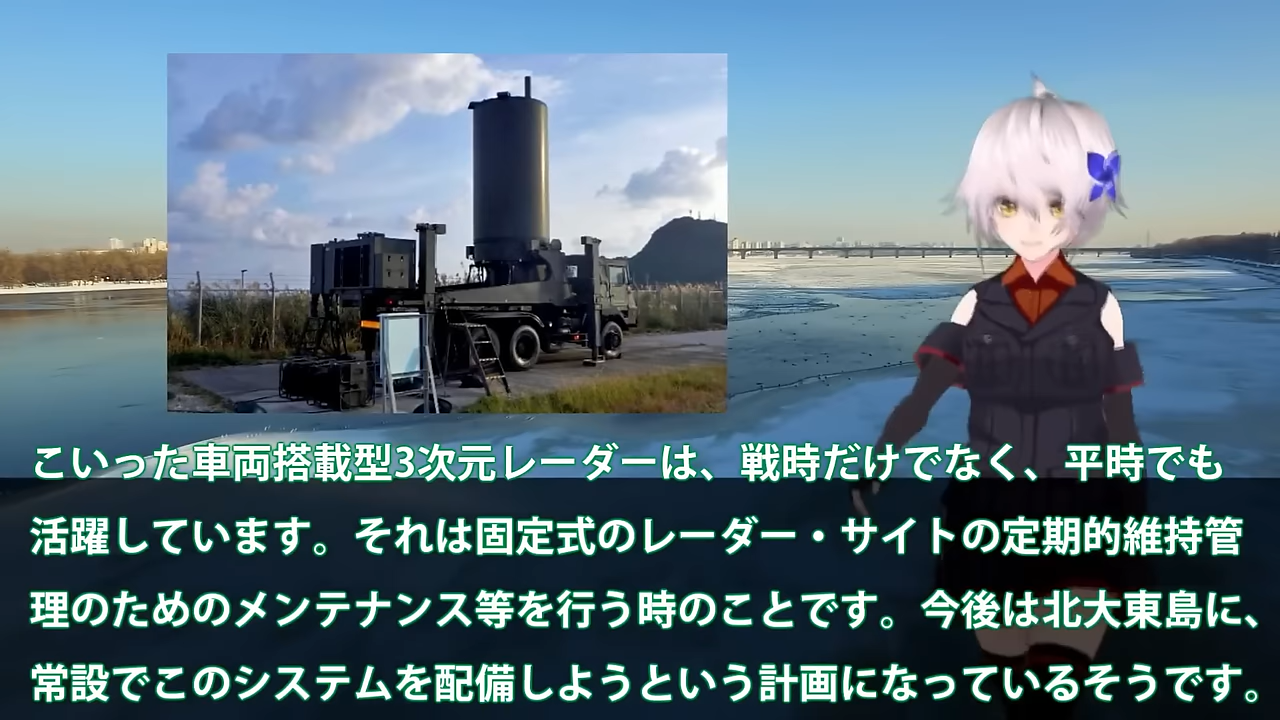 こいった車両搭載型3次元レーダーは、戦時だけでなく、平時でも
活躍しています。それは固定式のレーダー・サイトの定期的維持管
理のためのメンテナンス等を行う時のことです。今後は北大東島に、
常設でこのシステムを配備しようという計画になっているそうです。